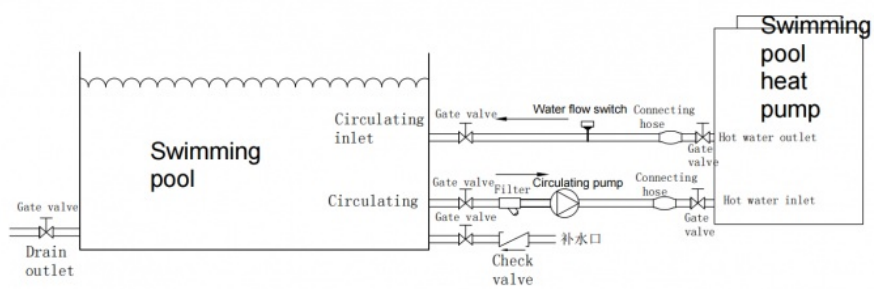 Swimming
pool
heat
pump
Circulating
inlet
Gate valve
Water flow switch
Connecting
hose
Gate
valve
Hot water outlet
Swimming
pool
Circulating
Gate valve
Filter
Circulating pump
Connecting
hose
Gate
valve
Hot water inlet
Gate valve
Drain
outlet
Gate valve
Check
valve
补水口